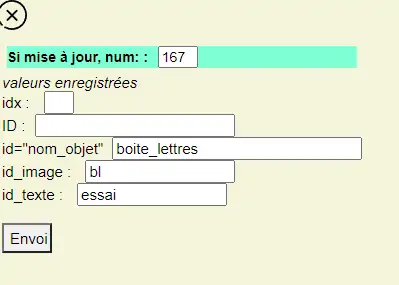 Si mise à jour, num: : 167
valeurs enregistrées
idx :
ID :
id="nom_objet" boite_lettres
id_image : bl
id_texte : essai
Envoi